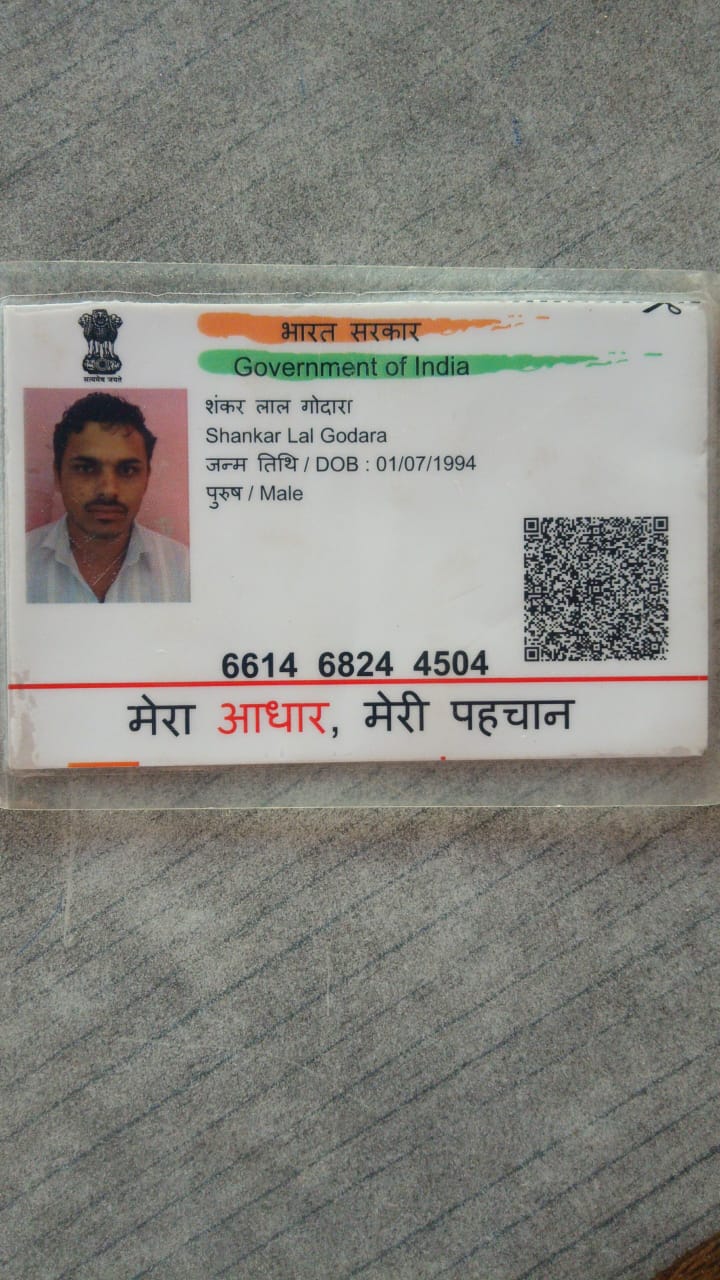 भारत सरकार
Government of India
सत्यमेव जयते
शंकर लाल गोदारा
Shankar Lal Godara
जन्म तिथि / DOB : 01/07/1994
पुरुष / Male
6614 6824 4504
मेरा आधार, मेरी पहचान